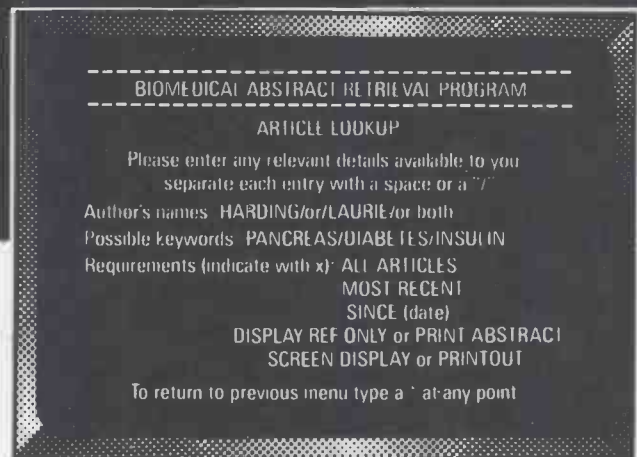 BIOMEDICAL ABSTRACT RETRIEVAL PROGRAM
ARTICLE LOOKUP
Please enter any relevant details available to you
separate each entry with a space or a "/"
Author's names HARDING/or/LAURIE/or both
Possible keywords PANCREAS/DIABETES/INSULIN
Requirements (indicate with x): ALL ARTICLES
MOST RECENT
SINCE (date)
DISPLAY REF ONLY or PRINT ABSTRACT
SCREEN DISPLAY or PRINTOUT
To return to previous menu type a * at any point